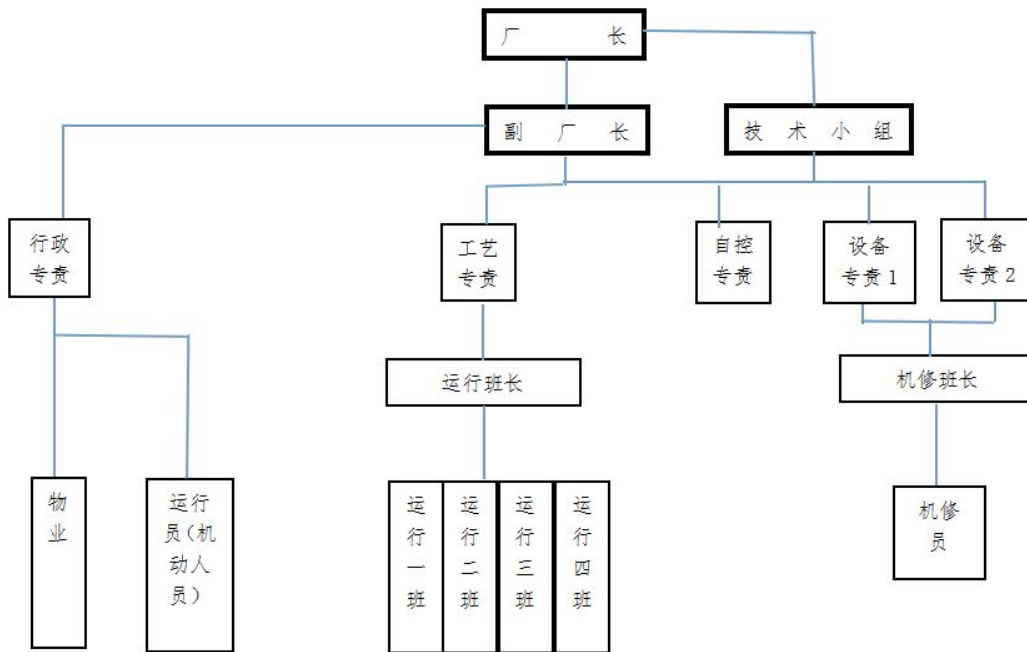 厂 长
副 厂 长
技 术 小 组
行政
专责
工艺
专责
自控
专责
设备
专责1
设备
专责2
运行班长
机修班长
物
业
运行
员(机
动人
员)
运
行
一
班
运
行
二
班
运
行
三
班
运
行
四
班
机修
员